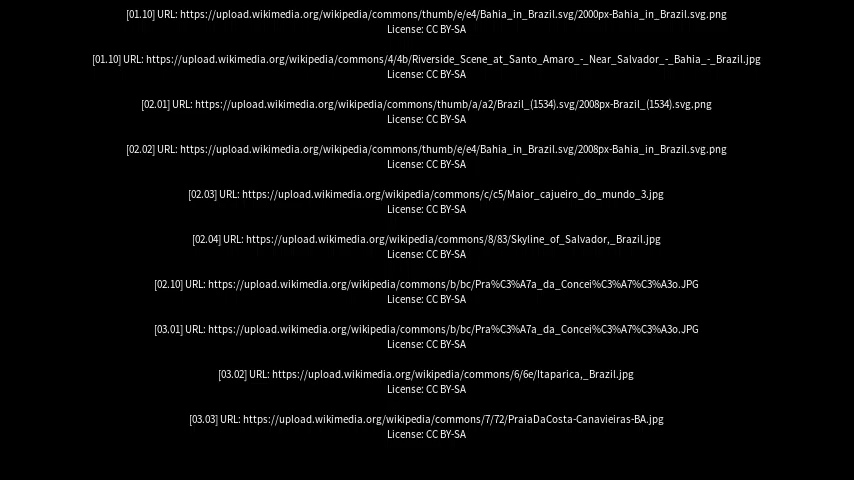 [01.10] URL: https://upload.wikimedia.org/wikipedia/commons/thumb/e/e4/Bahia_in_Brazil.svg/2000px-Bahia_in_Brazil.svg.png
License: CC BY-SA
[01.10] URL: https://upload.wikimedia.org/wikipedia/commons/4/4b/Riverside_Scene_at_Santo_Amaro_-_Near_Salvador_-_Bahia_-_Brazil.jpg
License: CC BY-SA
[02.01] URL: https://upload.wikimedia.org/wikipedia/commons/thumb/a/a2/Brazil_(1534).svg/2008px-Brazil_(1534).svg.png
License: CC BY-SA
[02.02] URL: https://upload.wikimedia.org/wikipedia/commons/thumb/e/e4/Bahia_in_Brazil.svg/2008px-Bahia_in_Brazil.svg.png
License: CC BY-SA
[02.03] URL: https://upload.wikimedia.org/wikipedia/commons/c/c5/Maior_cajueiro_do_mundo_3.jpg
License: CC BY-SA
[02.04] URL: https://upload.wikimedia.org/wikipedia/commons/8/83/Skyline_of_Salvador,_Brazil.jpg
License: CC BY-SA
[02.10] URL: https://upload.wikimedia.org/wikipedia/commons/b/bc/Pra%C3%A7a_da_Concei%C3%A7%C3%A3o.JPG
License: CC BY-SA
[03.01] URL: https://upload.wikimedia.org/wikipedia/commons/b/bc/Pra%C3%A7a_da_Concei%C3%A7%C3%A3o.JPG
License: CC BY-SA
[03.02] URL: https://upload.wikimedia.org/wikipedia/commons/6/6e/Itaparica,_Brazil.jpg
License: CC BY-SA
[03.03] URL: https://upload.wikimedia.org/wikipedia/commons/7/72/PraiaDaCosta-Canavieiras-BA.jpg
License: CC BY-SA